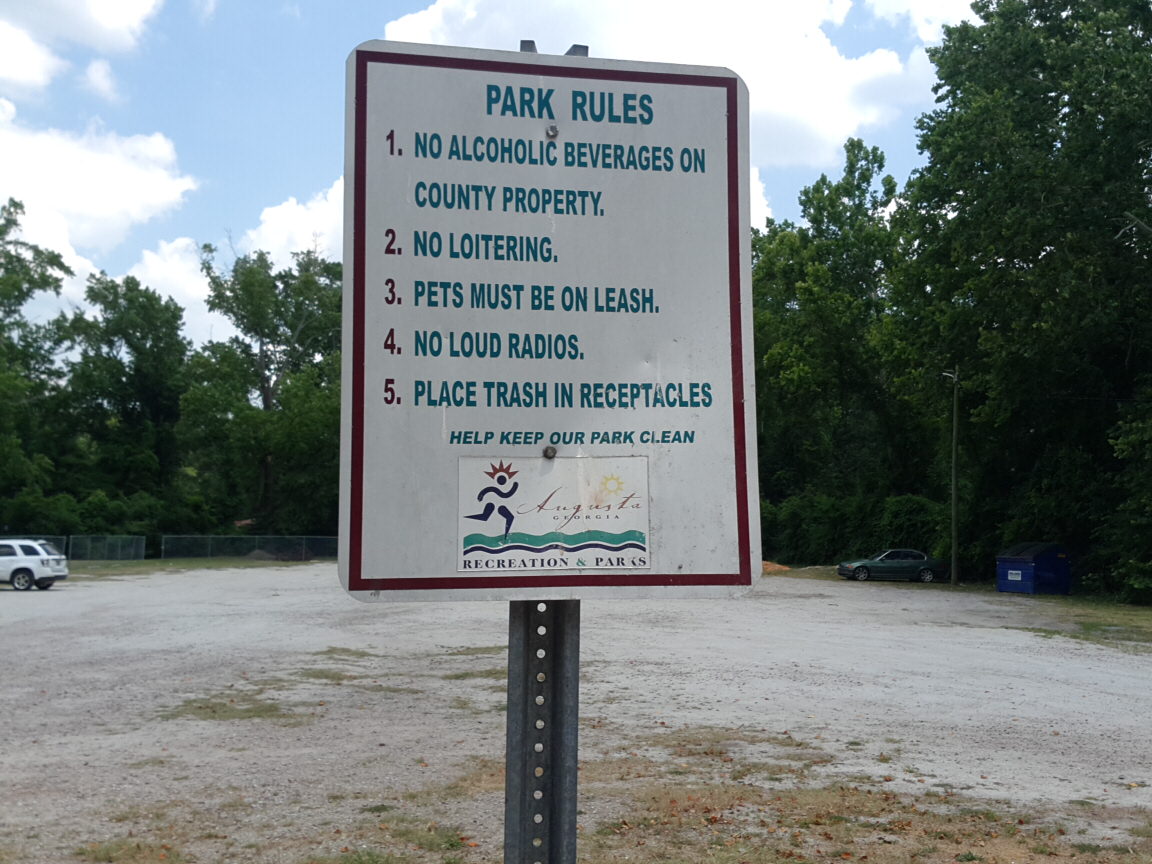 PARK RULES
1. NO ALCOHOLIC BEVERAGES ON
COUNTY PROPERTY.
2. NO LOITERING.
3. PETS MUST BE ON LEASH.
4. NO LOUD RADIOS.
5. PLACE TRASH IN RECEPTACLES
HELP KEEP OUR PARK CLEAN
Augusta
GEORGIA
RECREATION & PARKS